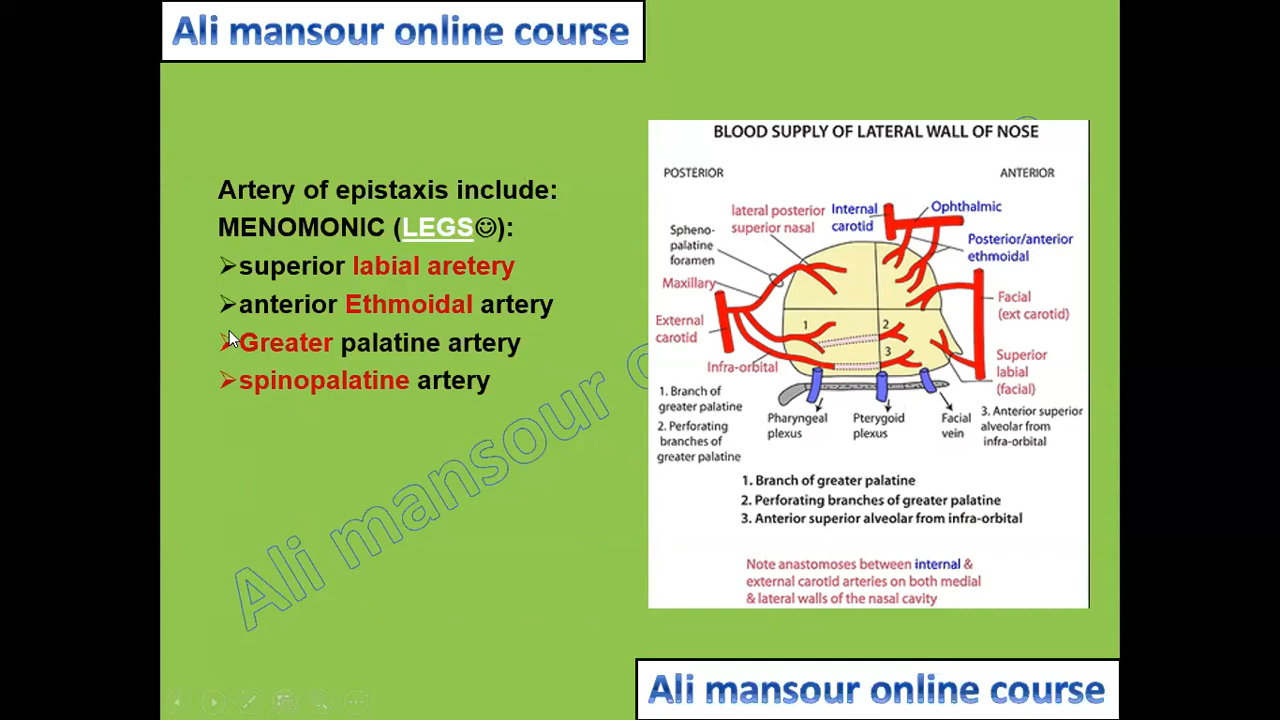 Ali mansour online course
Artery of epistaxis include:
MENOMONIC (LEGS☺):
➢superior labial aretery
➢anterior Ethmoidal artery
➢Greater palatine artery
➢spinopalatine artery
BLOOD SUPPLY OF LATERAL WALL OF NOSE
POSTERIOR
ANTERIOR
lateral posterior
superior nasal
Internal
carotid
Ophthalmic
Spheno-
palatine
foramen
Posterior/anterior
ethmoidal
Maxillary
External
carotid
Facial
(ext carotid)
1
2
3
Infra-orbital
Superior
labial
(facial)
1. Branch of
greater palatine
2. Perforating
branches of
greater palatine
Pharyngeal
plexus
Pterygoid
plexus
Facial
vein
3. Anterior superior
alveolar from
infra-orbital
1. Branch of greater palatine
2. Perforating branches of greater palatine
3. Anterior superior alveolar from infra-orbital
Note anastomoses between internal &
external carotid arteries on both medial
& lateral walls of the nasal cavity
Ali mansour o
Ali mansour online course